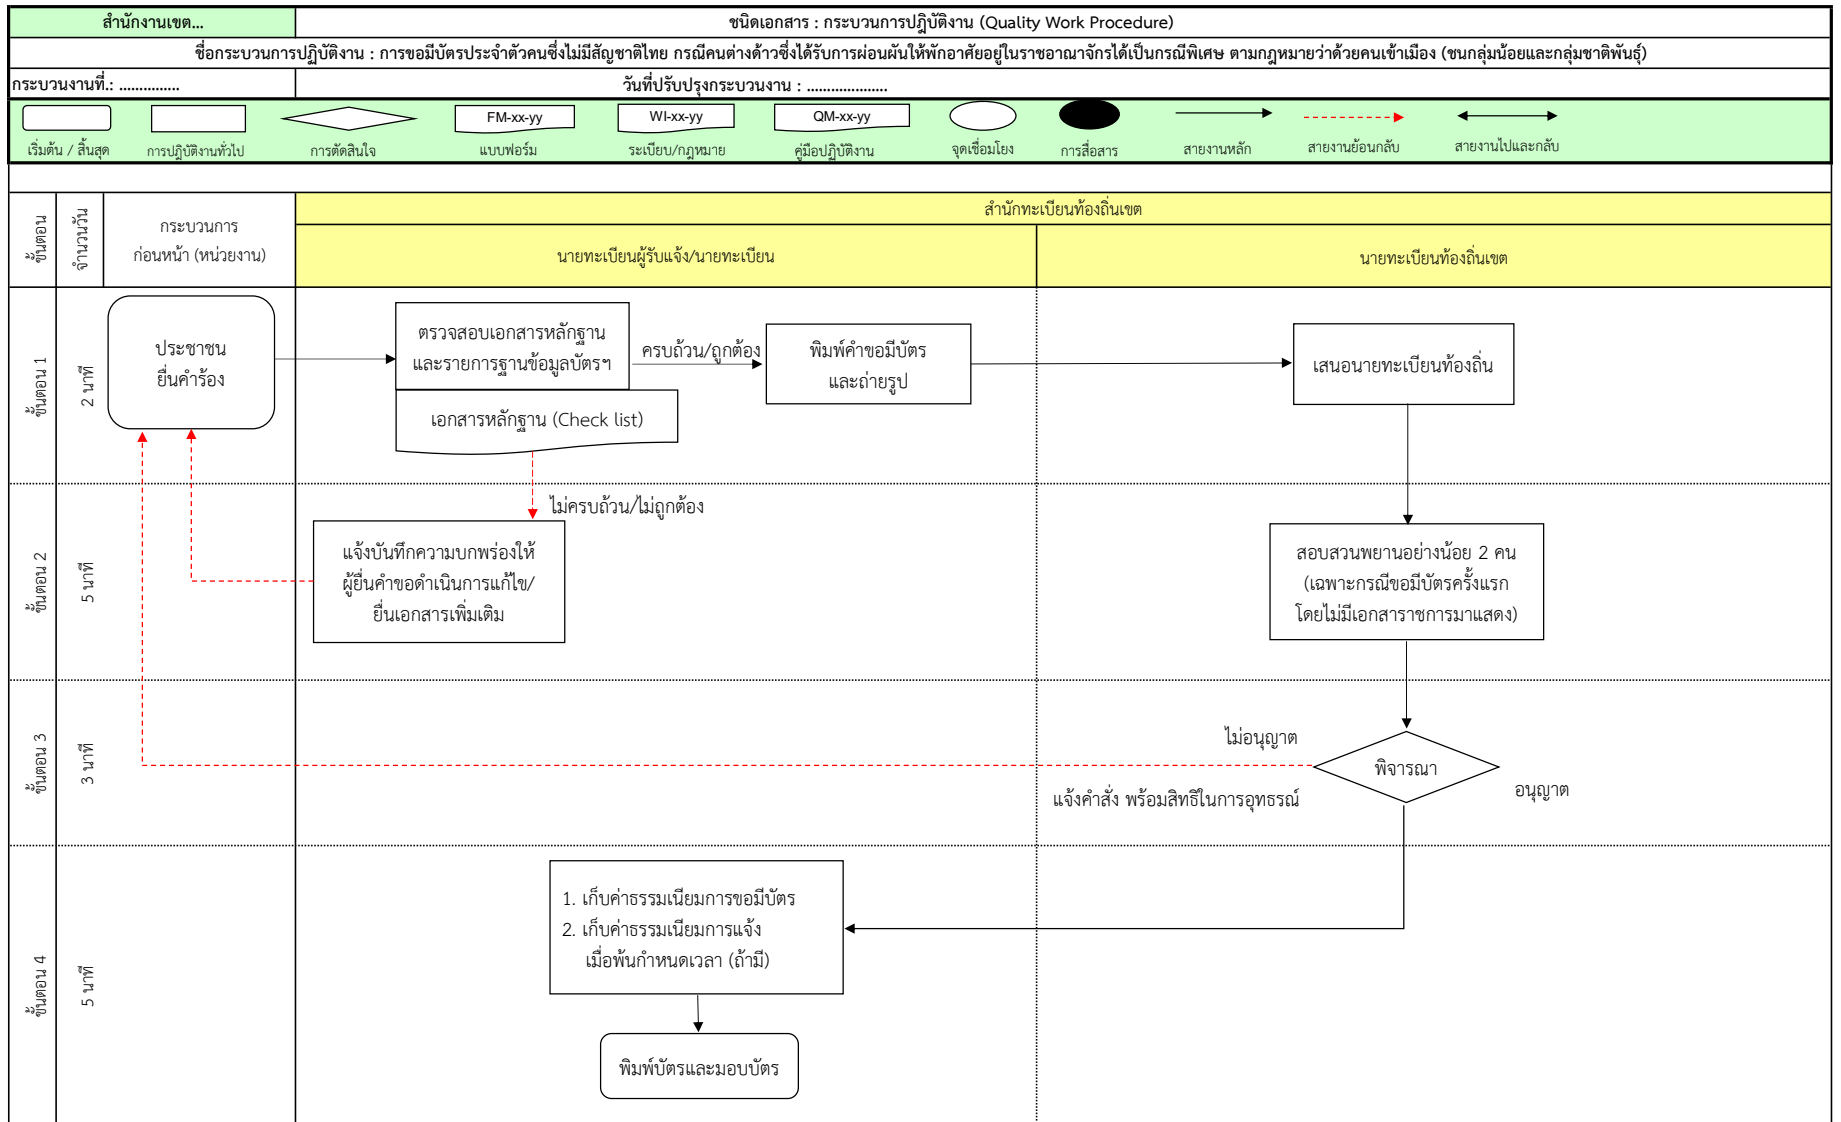 สำนักงานเขต...
ชนิดเอกสาร : กระบวนการปฎิบัติงาน (Quality Work Procedure)
ชื่อกระบวนการปฏิบัติงาน : การขอมีบัตรประจำตัวคนซึ่งไม่มีสัญชาติไทย กรณีคนต่างด้าวซึ่งได้รับการผ่อนผันให้พักอาศัยอยู่ในราชอาณาจักรได้เป็นกรณีพิเศษ ตามกฎหมายว่าด้วยคนเข้าเมือง (ชนกลุ่มน้อยและกลุ่มชาติพันธุ์)
กระบวนงานที่.: ...............
วันที่ปรับปรุงกระบวนงาน : ....................
FM-xx-yy
WI-xx-yy
QM-xx-yy
เริ่มต้น / สิ้นสุด
การปฎิบัติงานทั่วไป
การตัดสินใจ
แบบฟอร์ม
ระเบียบ/กฎหมาย
คู่มือปฏิบัติงาน
จุดเชื่อมโยง
การสื่อสาร
สายงานหลัก
สายงานย้อนกลับ
สายงานไปและกลับ
ขั้นตอน
จำนวนวัน
กระบวนการ
ก่อนหน้า (หน่วยงาน)
สำนักทะเบียนท้องถิ่นเขต
นายทะเบียนผู้รับแจ้ง/นายทะเบียน
นายทะเบียนท้องถิ่นเขต
ขั้นตอน 1
2 นาที
ประชาชน
ยื่นคำร้อง
ตรวจสอบเอกสารหลักฐาน
และรายการฐานข้อมูลบัตรฯ
เอกสารหลักฐาน (Check list)
ครบถ้วน/ถูกต้อง
พิมพ์คำขอมีบัตร
และถ่ายรูป
เสนอนายทะเบียนท้องถิ่น
ขั้นตอน 2
5 นาที
ไม่ครบถ้วน/ไม่ถูกต้อง
แจ้งบันทึกความบกพร่องให้
ผู้ยื่นคำขอดำเนินการแก้ไข/
ยื่นเอกสารเพิ่มเติม
สอบสวนพยานอย่างน้อย 2 คน
(เฉพาะกรณีขอมีบัตรครั้งแรก
โดยไม่มีเอกสาราชการมาแสดง)
ขั้นตอน 3
3 นาที
ไม่อนุญาต
พิจารณา
แจ้งคำสั่ง พร้อมสิทธิในการอุทธรณ์
อนุญาต
ขั้นตอน 4
5 นาที
1. เก็บค่าธรรมเนียมการขอมีบัตร
2. เก็บค่าธรรมเนียมการแจ้ง
เมื่อพ้นกำหนดเวลา (ถ้ามี)
พิมพ์บัตรและมอบบัตร